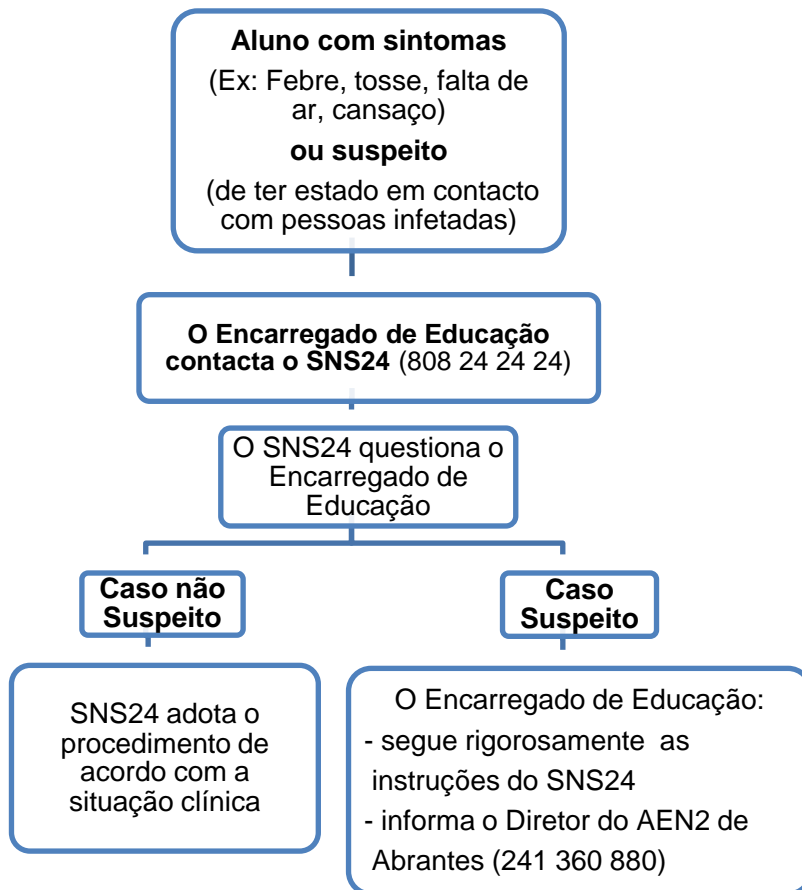 Aluno com sintomas
(Ex: Febre, tosse, falta de
ar, cansaço)
ou suspeito
(de ter estado em contacto
com pessoas infetadas)
O Encarregado de Educação
contacta o SNS24 (808 24 24 24)
O SNS24 questiona o
Encarregado de
Educação
Caso não
Suspeito
Caso
Suspeito
SNS24 adota o
procedimento de
acordo com a
situação clínica
O Encarregado de Educação:
- segue rigorosamente as
instruções do SNS24
- informa o Diretor do AEN2 de
Abrantes (241 360 880)